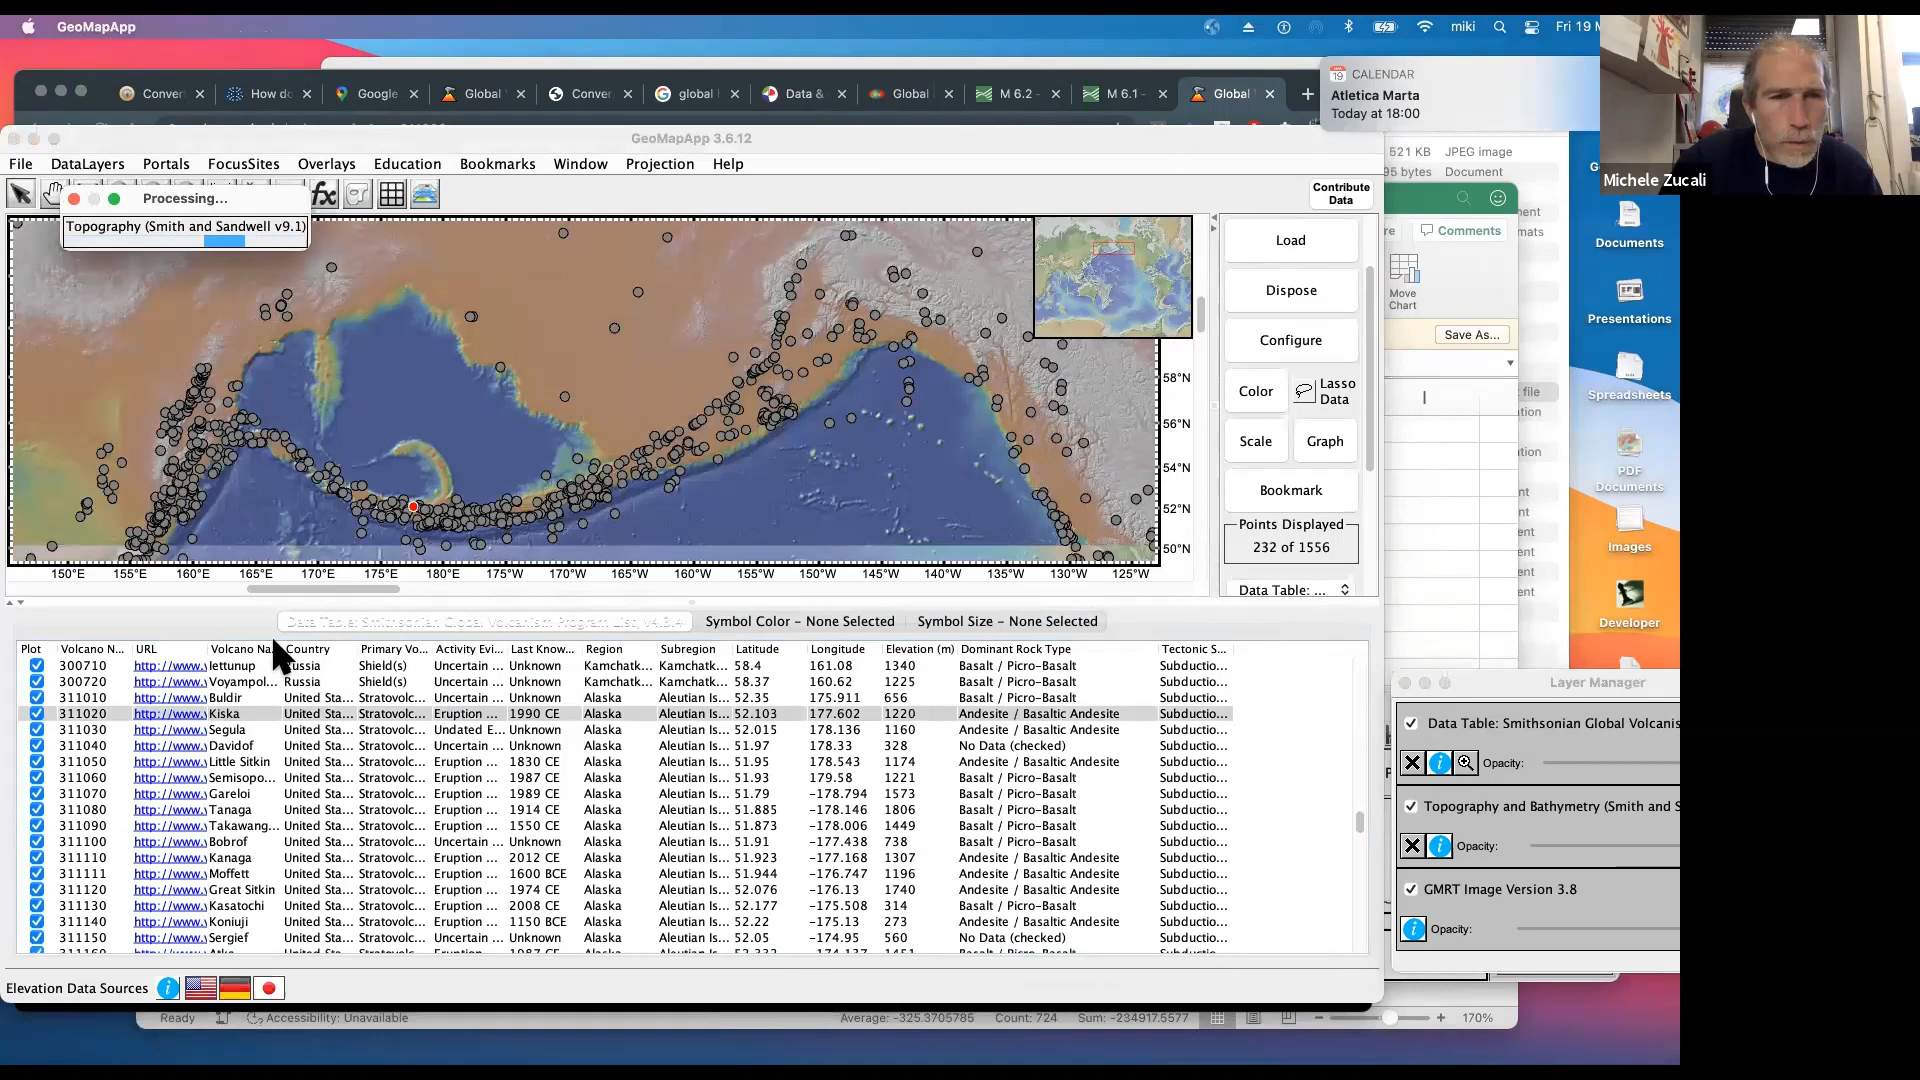 GeoMapApp
miki
Fri 19 M
Conver
How do
Google
Global
Conver
global
Data &
Global
M 6.2 -
M 6.1 -
Global
CALENDAR
Atletica Marta
Today at 18:00
Michele Zucali
GeoMapApp 3.6.12
File DataLayers Portals FocusSites Overlays Education Bookmarks Window Projection Help
Contribute
Data
Processing...
Topography (Smith and Sandwell v9.1)
58°N
56°N
54°N
52°N
50°N
150°E 155°E 160°E 165°E 170°E 175°E 180°E 175°W 170°W 165°W 160°W 155°W 150°W 145°W 140°W 135°W 130°W 125°W
Load
Dispose
Configure
Color
Lasso
Data
Scale
Graph
Bookmark
Points Displayed
232 of 1556
Data Table: ...
521 KB JPEG image
95 bytes Document
Comments
Move
Chart
Save As...
Documents
Presentations
Spreadsheets
PDF
Documents
Images
Developer
Data Table: Smithsonian Global Volcanism Program List, v4.3.4
Symbol Color - None Selected
Symbol Size - None Selected
Plot Volcano N... URL Volcano Na Country Primary Vo... Activity Evi... Last Know... Region Subregion Latitude Longitude Elevation (m) Dominant Rock Type Tectonic S...
300710 http://www.v Iettunup ussia Shield(s) Uncertain ... Unknown Kamchatk... Kamchatk... 58.4 161.08 1340 Basalt / Picro-Basalt Subductio...
300720 http://www.v Voyampol... Russia Shield(s) Uncertain ... Unknown Kamchatk... Kamchatk... 58.37 160.62 1225 Basalt / Picro-Basalt Subductio...
311010 http://www.v Buldir United Sta... Stratovolc... Uncertain ... Unknown Alaska Aleutian Is... 52.35 175.911 656 Basalt / Picro-Basalt Subductio...
311020 http://www.v Kiska United Sta... Stratovolc... Eruption ... 1990 CE Alaska Aleutian Is... 52.103 177.602 1220 Andesite / Basaltic Andesite Subductio...
311030 http://www.v Segula United Sta... Stratovolc... Undated E... Unknown Alaska Aleutian Is... 52.015 178.136 1160 Andesite / Basaltic Andesite Subductio...
311040 http://www.v Davidof United Sta... Stratovolc... Uncertain ... Unknown Alaska Aleutian Is... 51.97 178.33 328 No Data (checked) Subductio...
311050 http://www.v Little Sitkin United Sta... Stratovolc... Eruption ... 1830 CE Alaska Aleutian Is... 51.95 178.543 1174 Andesite / Basaltic Andesite Subductio...
311060 http://www.v Semisopo... United Sta... Stratovolc... Eruption ... 1987 CE Alaska Aleutian Is... 51.93 179.58 1221 Basalt / Picro-Basalt Subductio...
311070 http://www.v Gareloi United Sta... Stratovolc... Eruption ... 1989 CE Alaska Aleutian Is... 51.79 -178.794 1573 Basalt / Picro-Basalt Subductio...
311080 http://www.v Tanaga United Sta... Stratovolc... Eruption ... 1914 CE Alaska Aleutian Is... 51.885 -178.146 1806 Basalt / Picro-Basalt Subductio...
311090 http://www.v Takawang... United Sta... Stratovolc... Eruption ... 1550 CE Alaska Aleutian Is... 51.873 -178.006 1449 Basalt / Picro-Basalt Subductio...
311100 http://www.v Bobrof United Sta... Stratovolc... Uncertain ... Unknown Alaska Aleutian Is... 51.91 -177.438 738 Basalt / Picro-Basalt Subductio...
311110 http://www.v Kanaga United Sta... Stratovolc... Eruption ... 2012 CE Alaska Aleutian Is... 51.923 -177.168 1307 Andesite / Basaltic Andesite Subductio...
311111 http://www.v Moffett United Sta... Stratovolc... Eruption ... 1600 BCE Alaska Aleutian Is... 51.944 -176.747 1196 Andesite / Basaltic Andesite Subductio...
311120 http://www.v Great Sitkin United Sta... Stratovolc... Eruption ... 1974 CE Alaska Aleutian Is... 52.076 -176.13 1740 Andesite / Basaltic Andesite Subductio...
311130 http://www.v Kasatochi United Sta... Stratovolc... Eruption ... 2008 CE Alaska Aleutian Is... 52.177 -175.508 314 Basalt / Picro-Basalt Subductio...
311140 http://www.v Koniuji United Sta... Stratovolc... Eruption ... 1150 BCE Alaska Aleutian Is... 52.22 -175.13 273 Andesite / Basaltic Andesite Subductio...
311150 http://www.v Sergief United Sta... Stratovolc... Uncertain ... Unknown Alaska Aleutian Is... 52.05 -174.95 560 No Data (checked) Subductio...
Elevation Data Sources
Layer Manager
Data Table: Smithsonian Global Volcanis
Opacity:
Topography and Bathymetry (Smith and S
Opacity:
GMRT Image Version 3.8
Opacity:
Ready
Accessibility: Unavailable
Average: -325.3705785 Count: 724 Sum: -234917.5577
170%